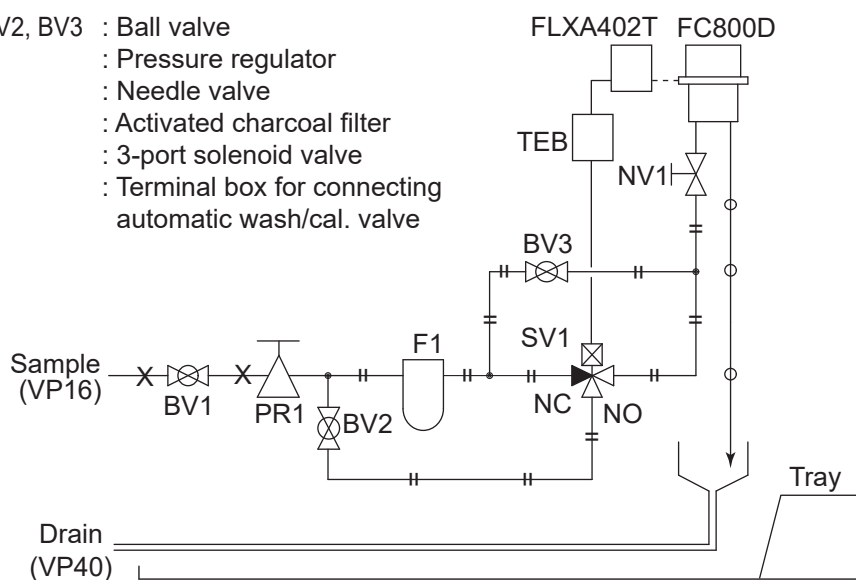 V2, BV3 : Ball valve
: Pressure regulator
: Needle valve
: Activated charcoal filter
: 3-port solenoid valve
: Terminal box for connecting
automatic wash/cal. valve
FLXA402T FC800D
TEB
NV1
BV3
SV1
F1
Sample
(VP16)
BV1
PR1
BV2
NC
NO
Tray
Drain
(VP40)